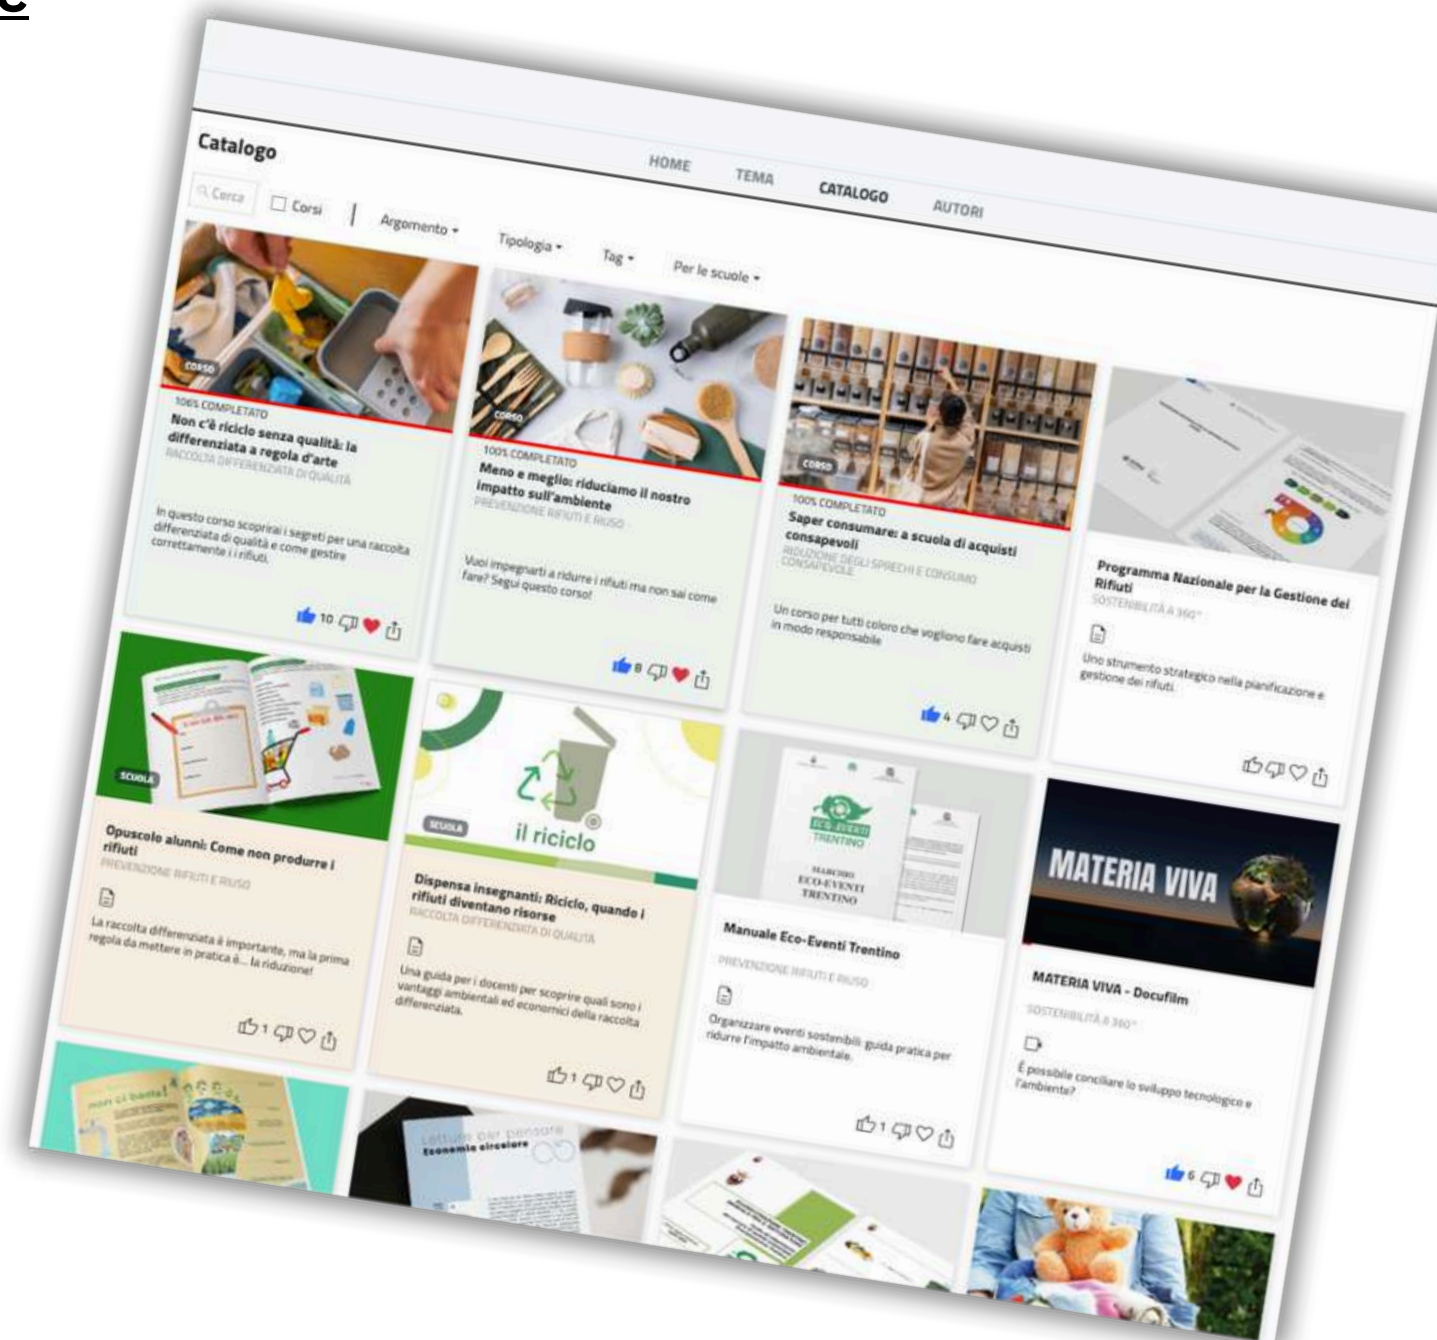 Catalogo
HOME
TEMA
CATALOGO
AUTORI
Cerca
Corsi
Argomento
Tipologia
Tag
Per le scuole
CORSO
100% COMPLETATO
Non c'è riciclo senza qualità: la
differenziata a regola d'arte
RACCOLTA DIFFERENZIATA DI QUALITÀ
In questo corso scoprirai i segreti per una raccolta
differenziata di qualità e come gestire
correttamente i i rifiuti.
10
CORSO
100% COMPLETATO
Meno e meglio: riduciamo il nostro
impatto sull'ambiente
PREVENZIONE RIFIUTI E RIUSO
Vuoi impegnarti a ridurre i rifiuti ma non sai come
fare? Segui questo corso!
8
CORSO
100% COMPLETATO
Saper consumare: a scuola di acquisti
consapevoli
RIDUZIONE DEGLI SPRECHI E CONSUMO
CONSAPEVOLE
Un corso per tutti coloro che vogliono fare acquisti
in modo responsabile
4
Programma Nazionale per la Gestione dei
Rifiuti
SOSTENIBILITÀ A 360°
Uno strumento strategico nella pianificazione e
gestione dei rifiuti.
SCUOLA
Opuscolo alunni: Come non produrre i
rifiuti
PREVENZIONE RIFIUTI E RIUSO
La raccolta differenziata è importante, ma la prima
regola da mettere in pratica è... la riduzione!
1
il riciclo
SCUOLA
Dispensa insegnanti: Riciclo, quando i
rifiuti diventano risorse
RACCOLTA DIFFERENZIATA DI QUALITÀ
Una guida per i docenti per scoprire quali sono i
vantaggi ambientali ed economici della raccolta
differenziata.
1
ECO-EVENTI
TRENTINO
MARCHIO
ECO-EVENTI
TRENTINO
Manuale Eco-Eventi Trentino
PREVENZIONE RIFIUTI E RIUSO
Organizzare eventi sostenibili: guida pratica per
ridurre l'impatto ambientale.
1
MATERIA VIVA
MATERIA VIVA - Docufilm
SOSTENIBILITÀ A 360°
È possibile conciliare lo sviluppo tecnologico e
l'ambiente?
6
non ci basta!
Letture per pensare
Economia circolare